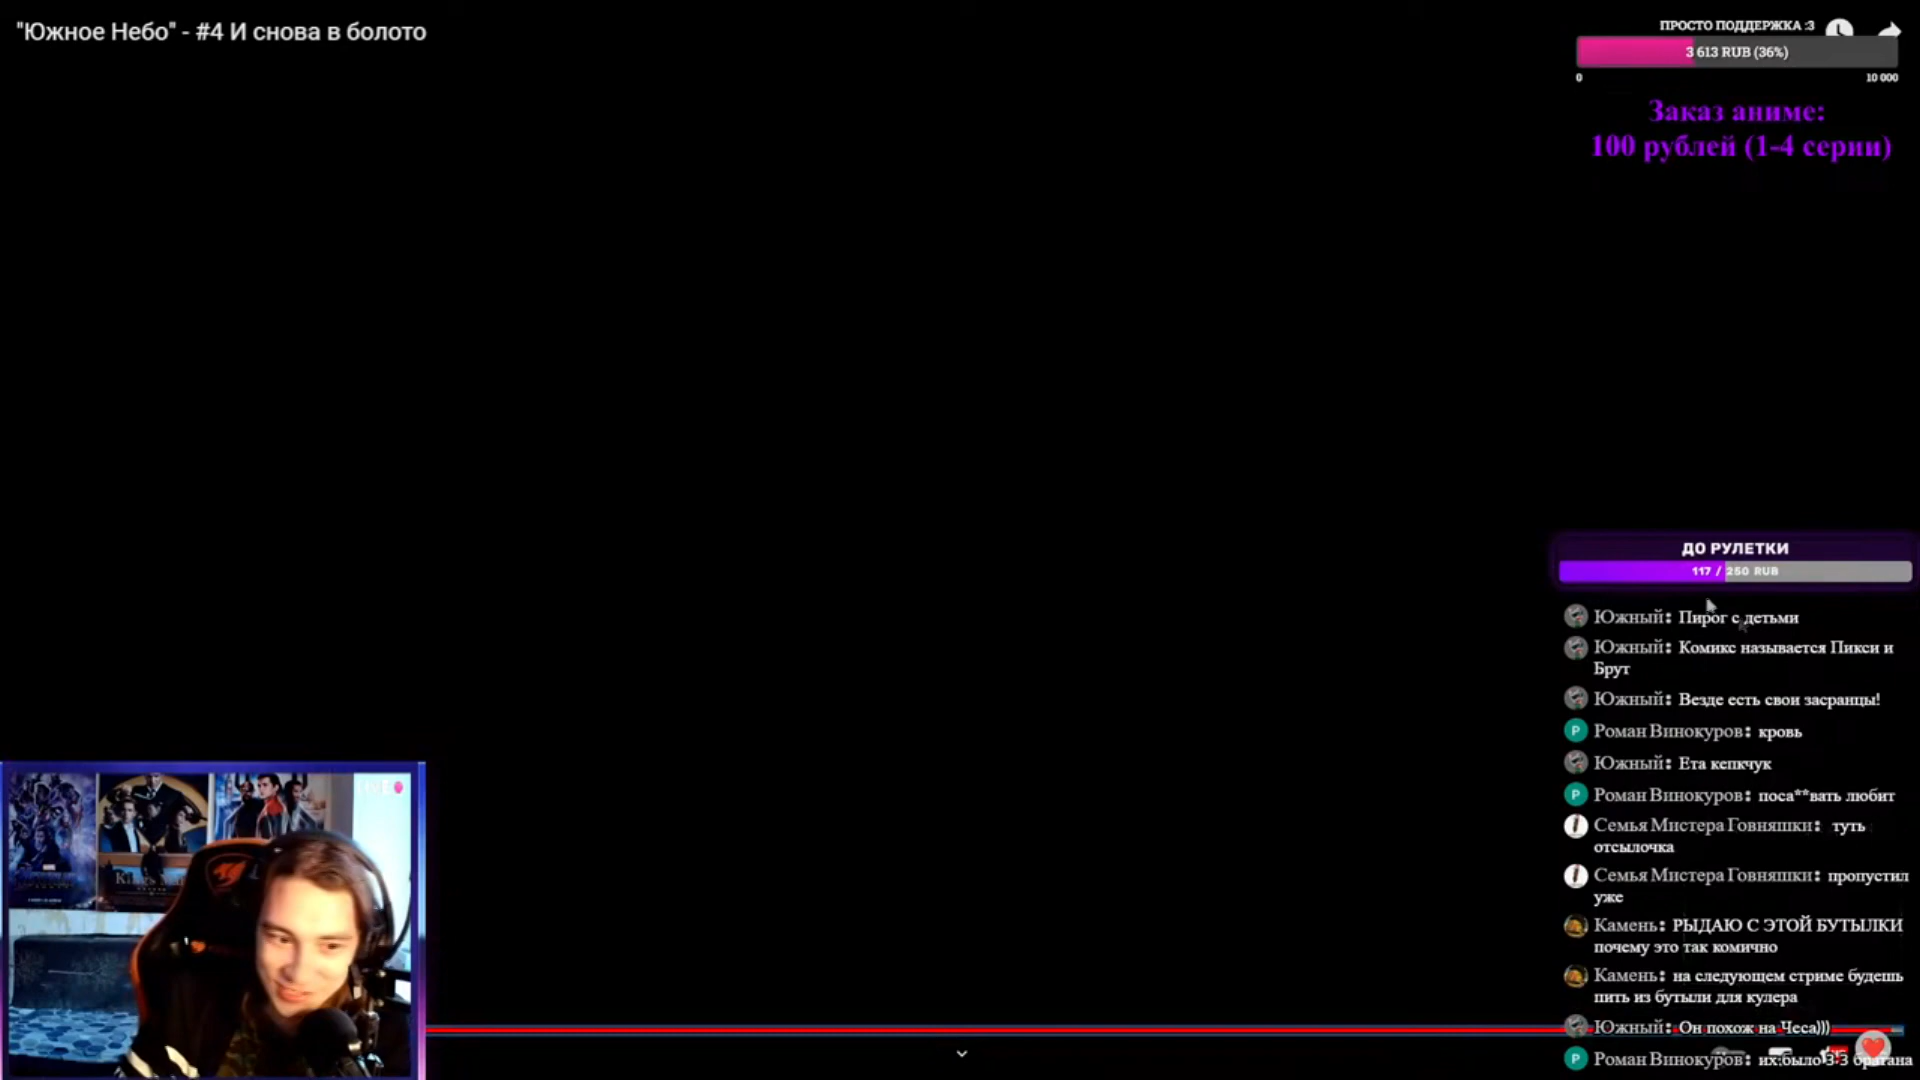 "Южное Небо" - #4 И снова в болото
ПРОСТО ПОДДЕРЖКА :3
3 613 RUB (36%)
0 10 000
Заказ аниме:
100 рублей (1-4 серии)
ДО РУЛЕТКИ
117 / 250 RUB
Южный: Пирог с детьми
Южный: Комикс называется Пикси и
Брут
Южный: Везде есть свои засранцы!
Р Роман Винокуров: кровь
Южный: Ета кепкчук
Р Роман Винокуров: поса**вать любит
Семья Мистера Говняшки: туть
отсылочка
Семья Мистера Говняшки: пропустил
уже
Камень: РЫДАЮ С ЭТОЙ БУТЫЛКИ
почему это так комично
Камень: на следующем стриме будешь
пить из бутыли для кулера
Южный: Он похож на Чеса)))
Р Роман Винокуров: их было 3 3 братана
LIVE